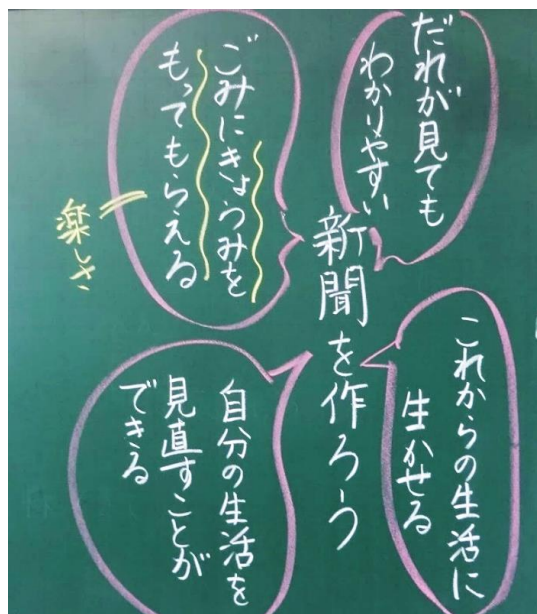 だれが見ても
わかりやすい
これからの生活に
生かせる
新聞を作ろう
ごみにきょうみを
もってもらえる
楽しさ
自分の生活を
見直すことが
できる